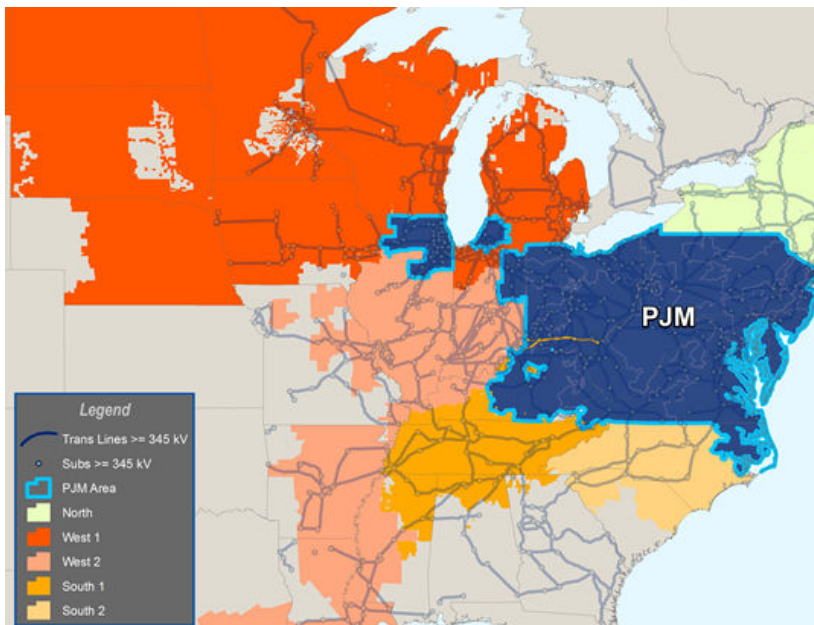 PJM
Legend
Trans Lines >= 345 kV
Subs >= 345 kV
PJM Area
North
West 1
West 2
South 1
South 2